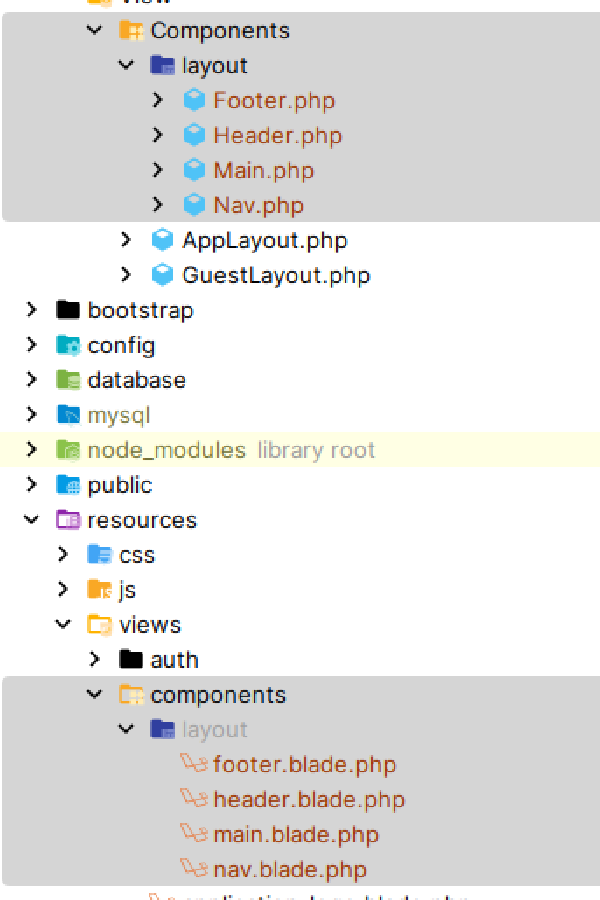 View
Components
layout
Footer.php
Header.php
Main.php
Nav.php
AppLayout.php
GuestLayout.php
bootstrap
config
database
mysql
node_modules library root
public
resources
css
js
views
auth
components
layout
footer.blade.php
header.blade.php
main.blade.php
nav.blade.php